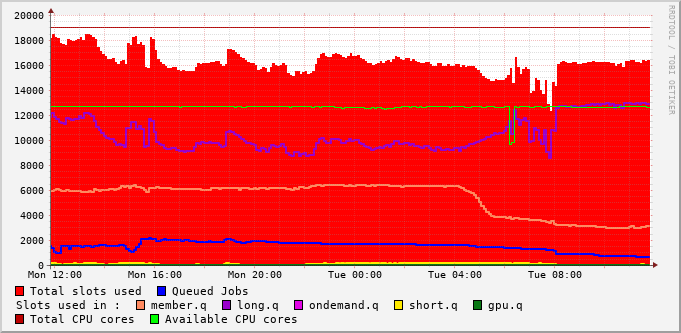 RRDTOOL / TOBI OETIKER
20000
18000
16000
14000
12000
10000
8000
6000
4000
2000
0
Mon 12:00 Mon 16:00 Mon 20:00 Tue 00:00 Tue 04:00 Tue 08:00
Total slots used Queued Jobs
Slots used in : member.q long.q ondemand.q short.q gpu.q
Total CPU cores Available CPU cores